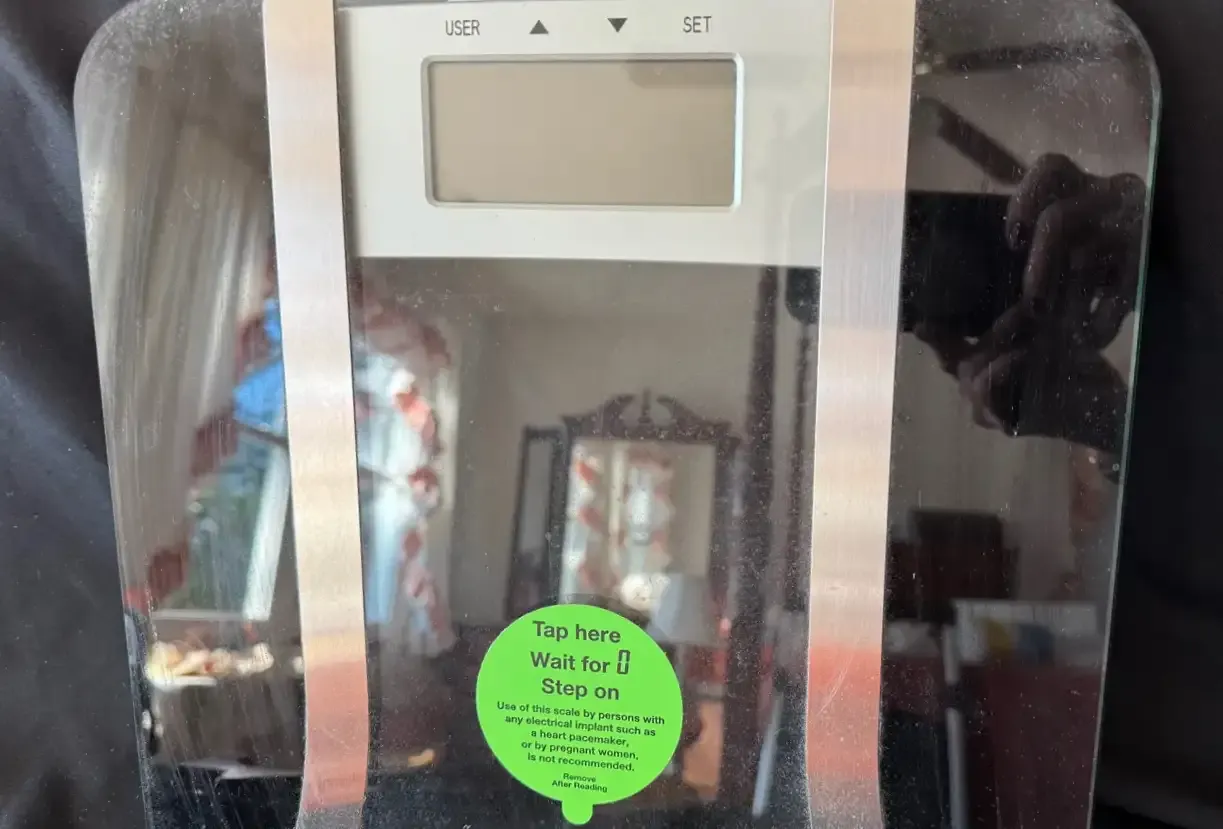 USER ▲ ▼ SET
Tap here
Wait for 0
Step on
Use of this scale by persons with
any electrical implant such as
a heart pacemaker,
or by pregnant women,
is not recommended.
Remove
After Reading